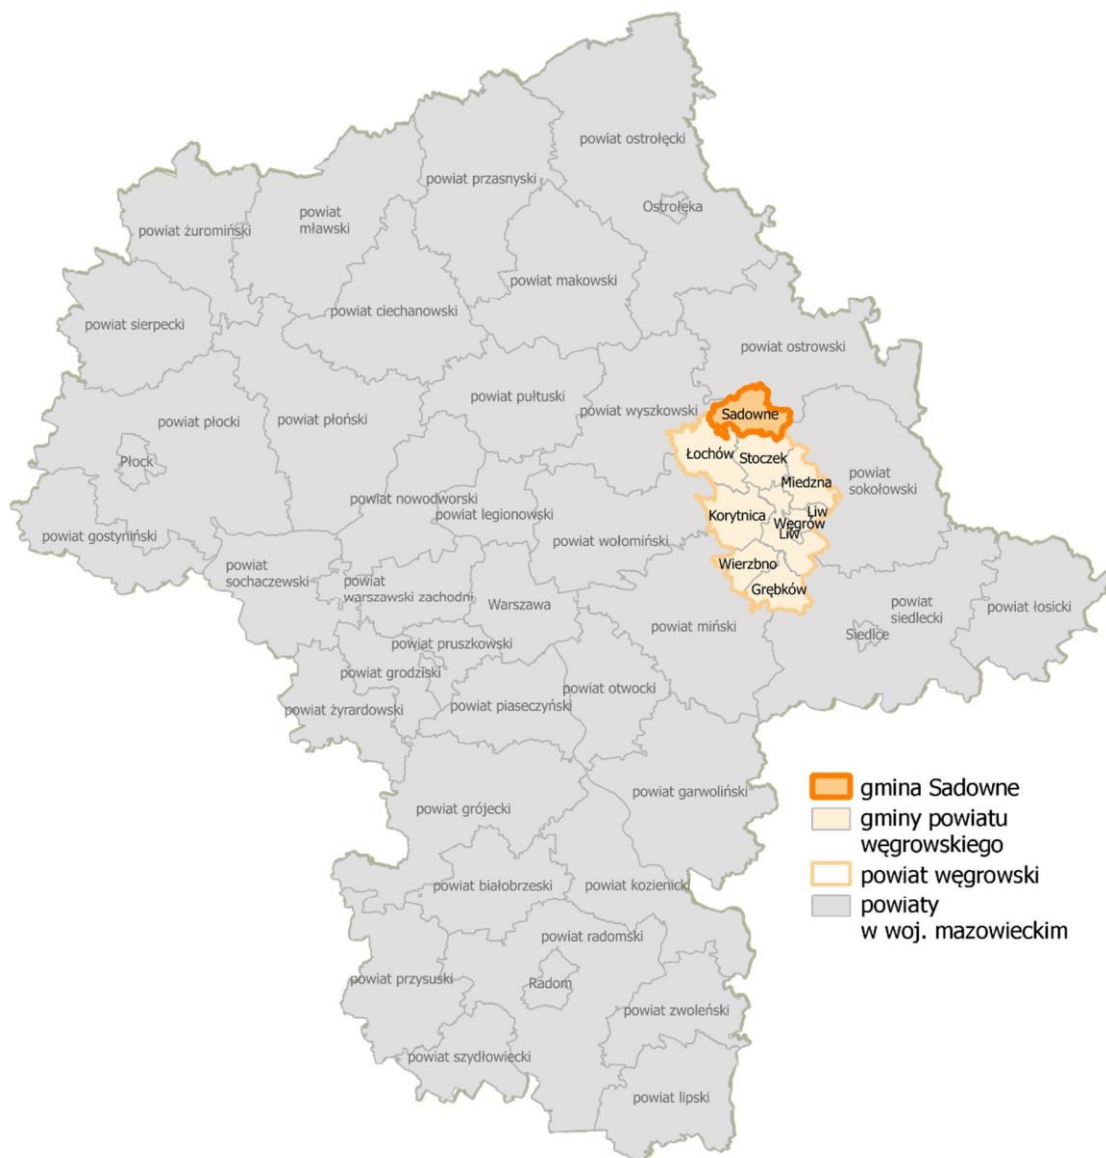 powiat ostrołęcki
powiat przasnyski
Ostrołęka
powiat
mławski
powiat żuromiński
powiat makowski
powiat ciechanowski
powiat sierpecki
powiat ostrowski
powiat pułtuski
powiat wyszkowski
Sadowne
powiat płocki
powiat płoński
Łochów
Stoczek
Płock
Miedzna
powiat
sokołowski
powiat nowodworski
powiat legionowski
Korytnica
Liw
Węgrów
Liw
powiat gostyniński
powiat wołomiński
powiat
sochaczewski
powiat
warszawski zachodni
Warszawa
Wierzbno
Grębków
powiat
siedlecki
powiat łosicki
powiat miński
Siedlce
powiat pruszkowski
powiat grodziski
powiat otwocki
powiat żyrardowski
powiat piaseczyński
powiat garwoliński
powiat grójecki
powiat białobrzeski
powiat kozienicki
powiat radomski
powiat przysuski
Radom
powiat zwoleński
powiat szydłowiecki
powiat lipski
gmina Sadowne
gminy powiatu
węgrowskiego
powiat węgrowski
powiaty
w woj. mazowieckim